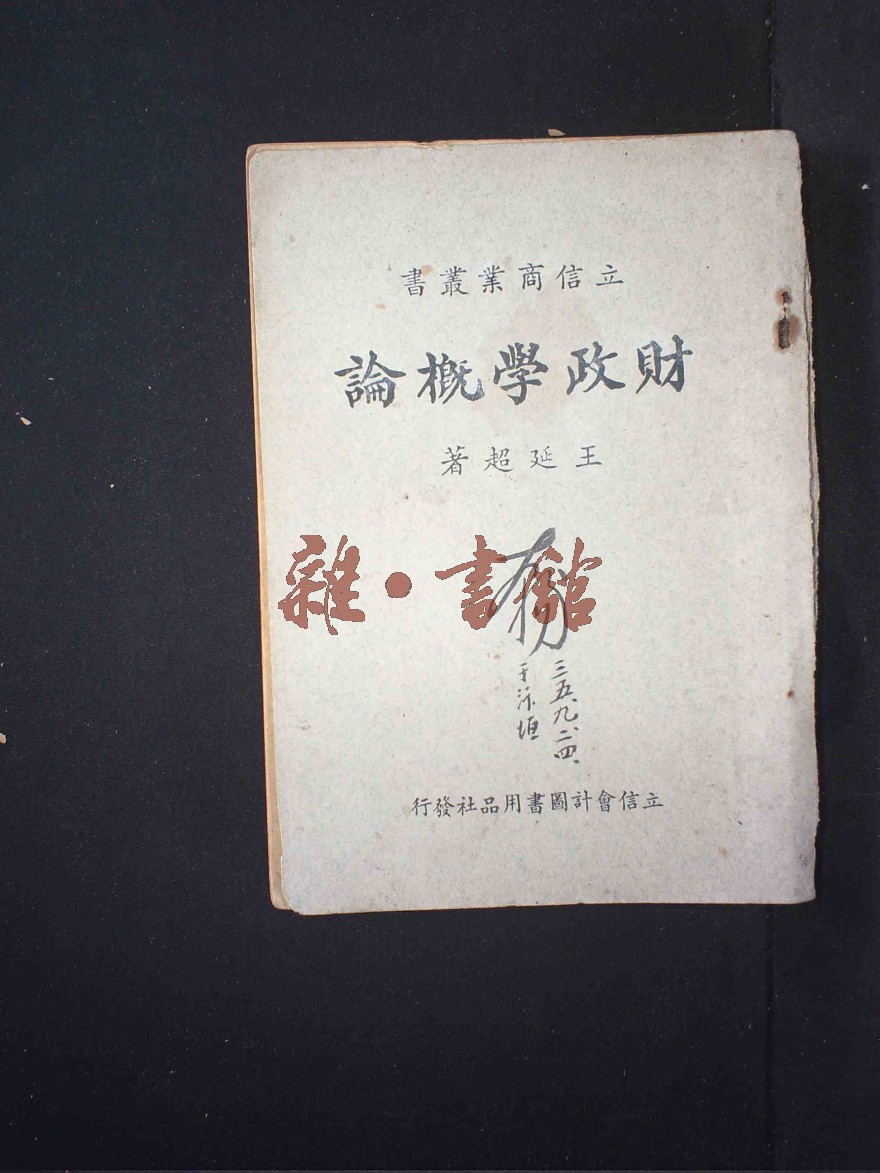 立信商業叢書
財政學概論
王延超著
雜·書館
三五、九、二四、
于
立信會計圖書用品社發行